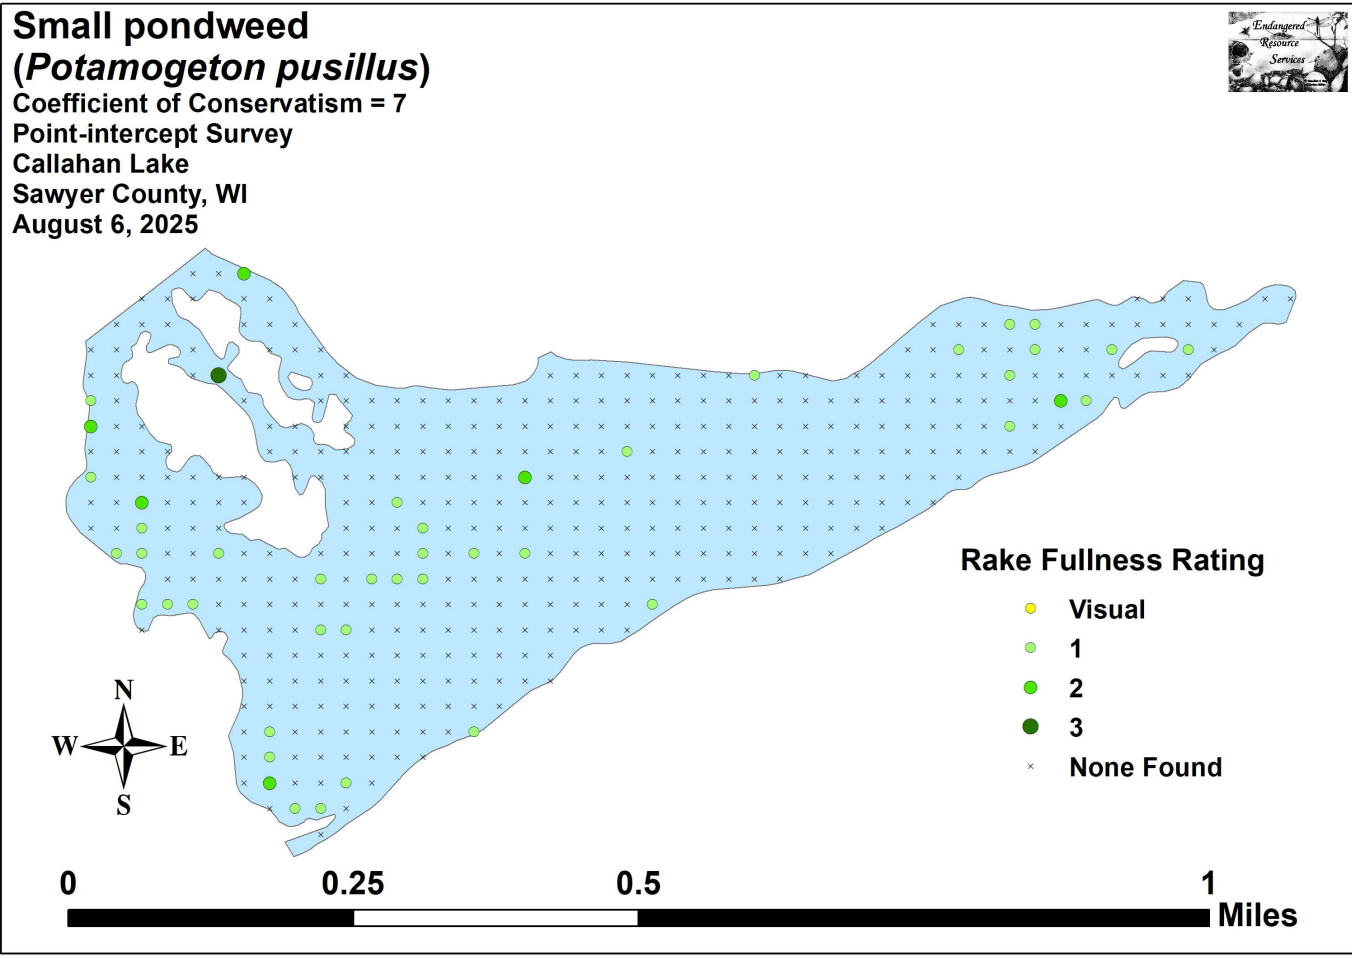 Small pondweed
(Potamogeton pusillus)
Coefficient of Conservatism = 7
Point-intercept Survey
Callahan Lake
Sawyer County, WI
August 6, 2025
Endangered
Resource
Services
Rake Fullness Rating
Visual
1
2
3
None Found
N
W E
S
0 0.25 0.5 1
Miles